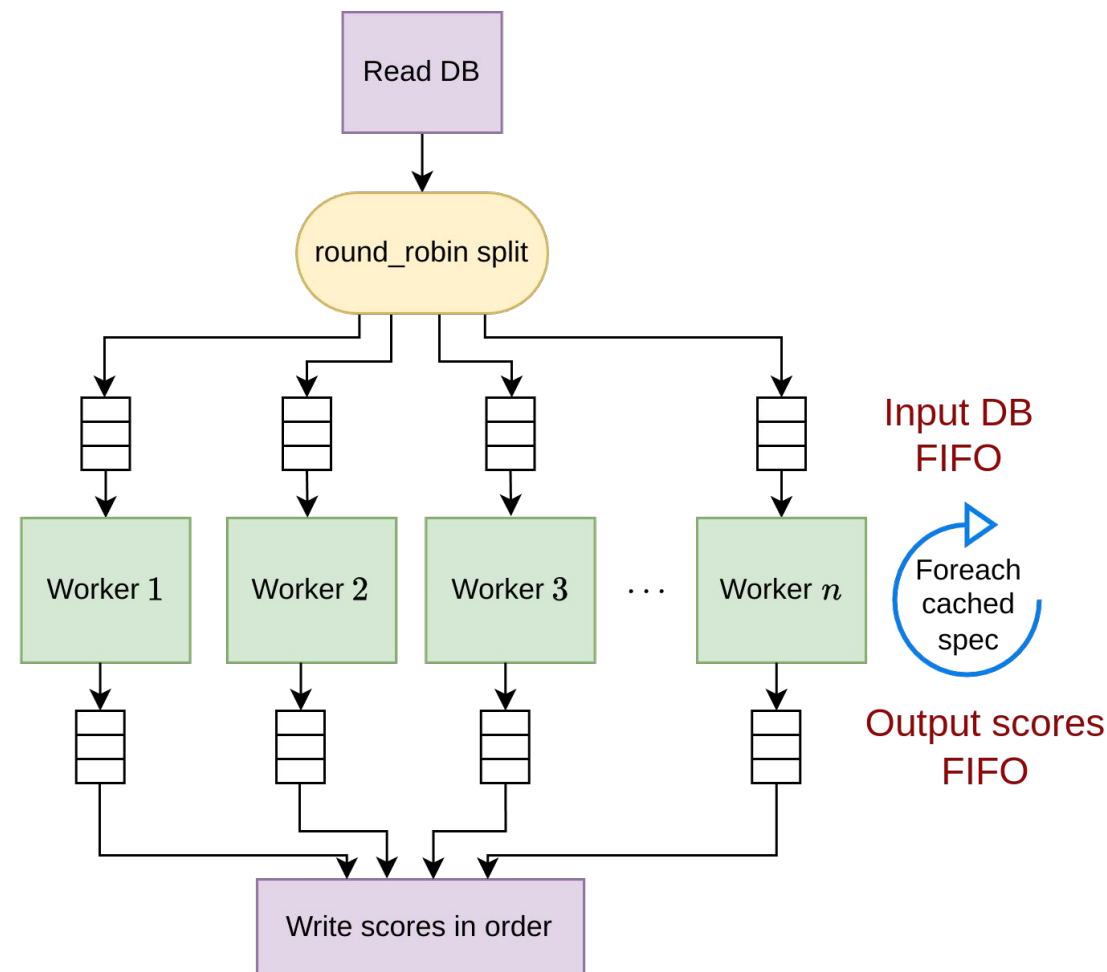 Read DB
round_robin split
Input DB
FIFO
Worker 1
Worker 2
Worker 3
...
Worker n
Foreach
cached
spec
Output scores
FIFO
Write scores in order